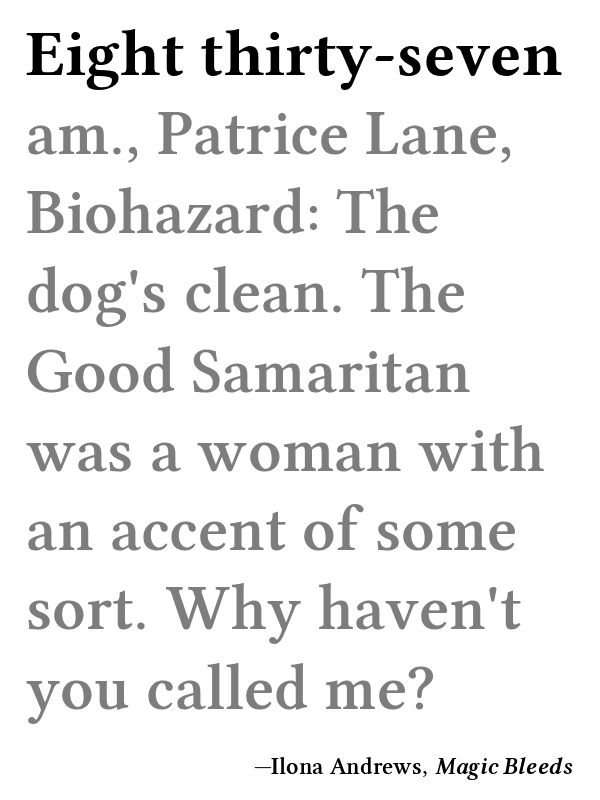 Eight thirty-seven
am., Patrice Lane,
Biohazard: The
dog's clean. The
Good Samaritan
was a woman with
an accent of some
sort. Why haven't
you called me?
—Ilona Andrews, Magic Bleeds